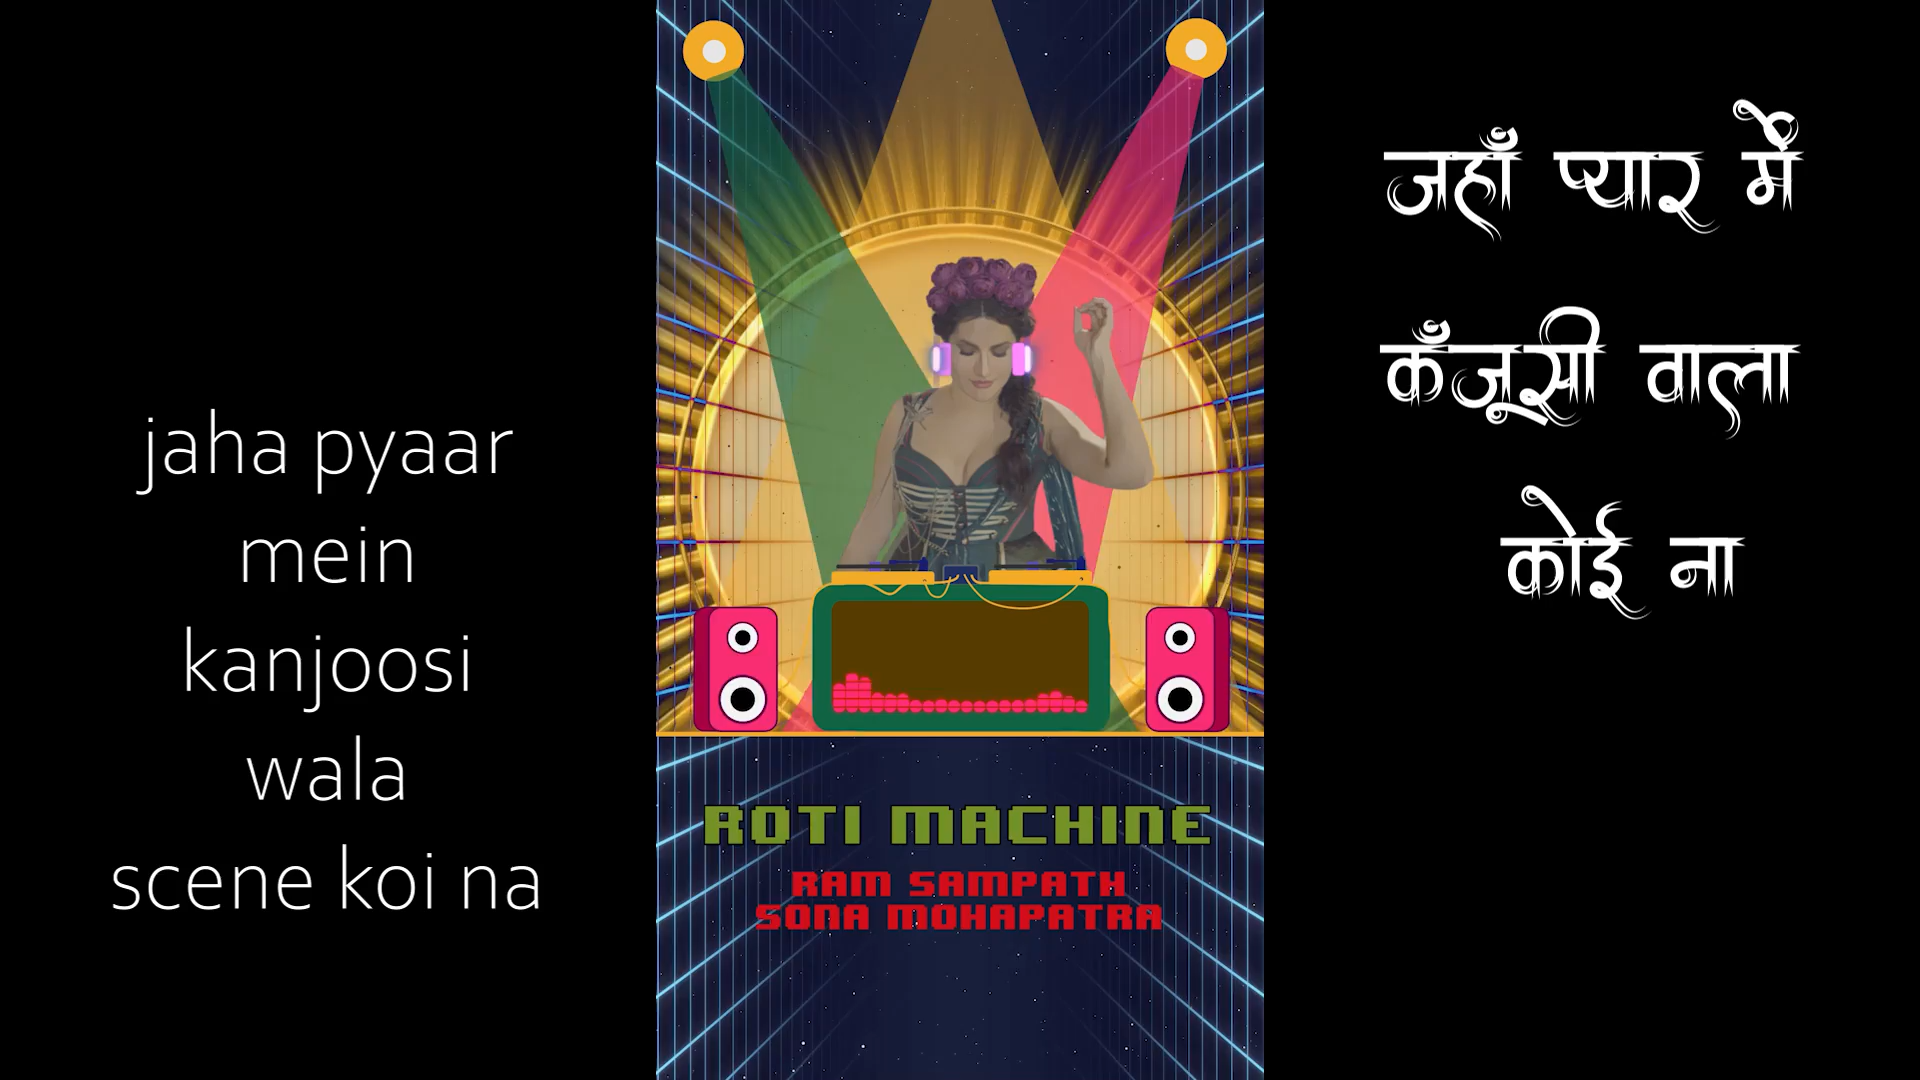 jaha pyaar
mein
kanjoosi
wala
scene koi na
ROTI MACHINE
RAM SAMPATH
SONA MOHAPATRA
जहाँ प्यार में
कँजूसी वाला
कोई ना